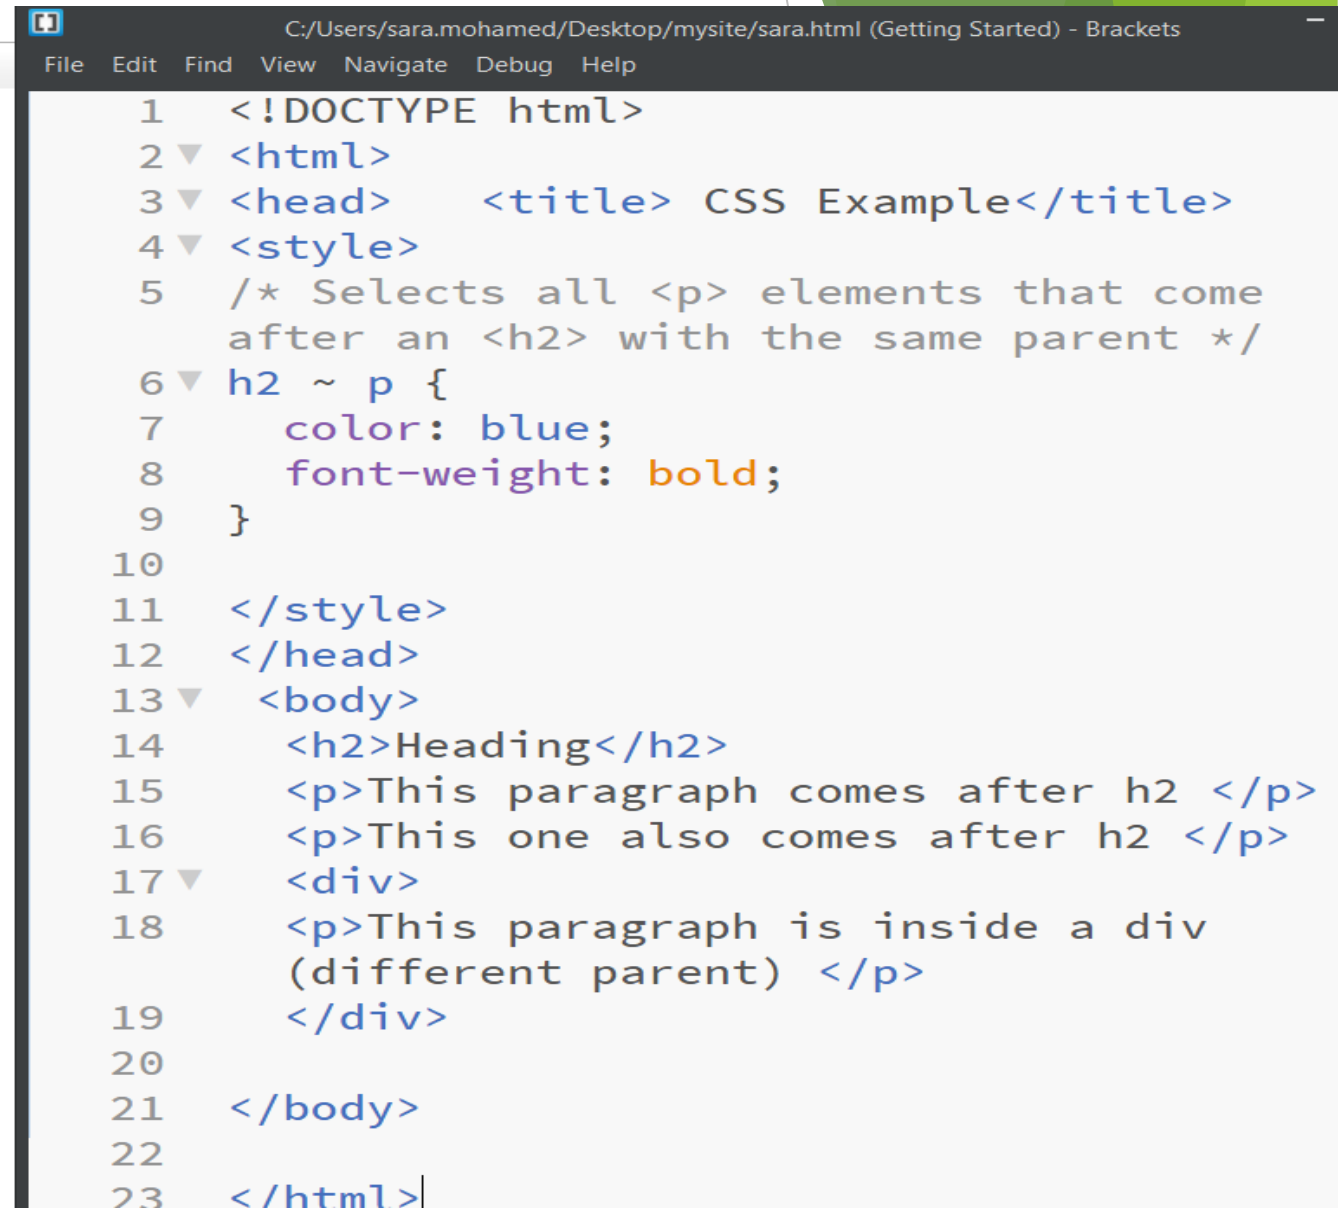 C:/Users/sara.mohamed/Desktop/mysite/sara.html (Getting Started) - Brackets
File Edit Find View Navigate Debug Help
1 <!DOCTYPE html>
2 <html>
3 <head>   <title> CSS Example</title>
4 <style>
5 /* Selects all <p> elements that come
after an <h2> with the same parent */
6 h2 ~ p {
7   color: blue;
8   font-weight: bold;
9 }
10
11 </style>
12 </head>
13  <body>
14   <h2>Heading</h2>
15   <p>This paragraph comes after h2 </p>
16   <p>This one also comes after h2 </p>
17   <div>
18   <p>This paragraph is inside a div
(different parent) </p>
19   </div>
20
21 </body>
22
23 </html>